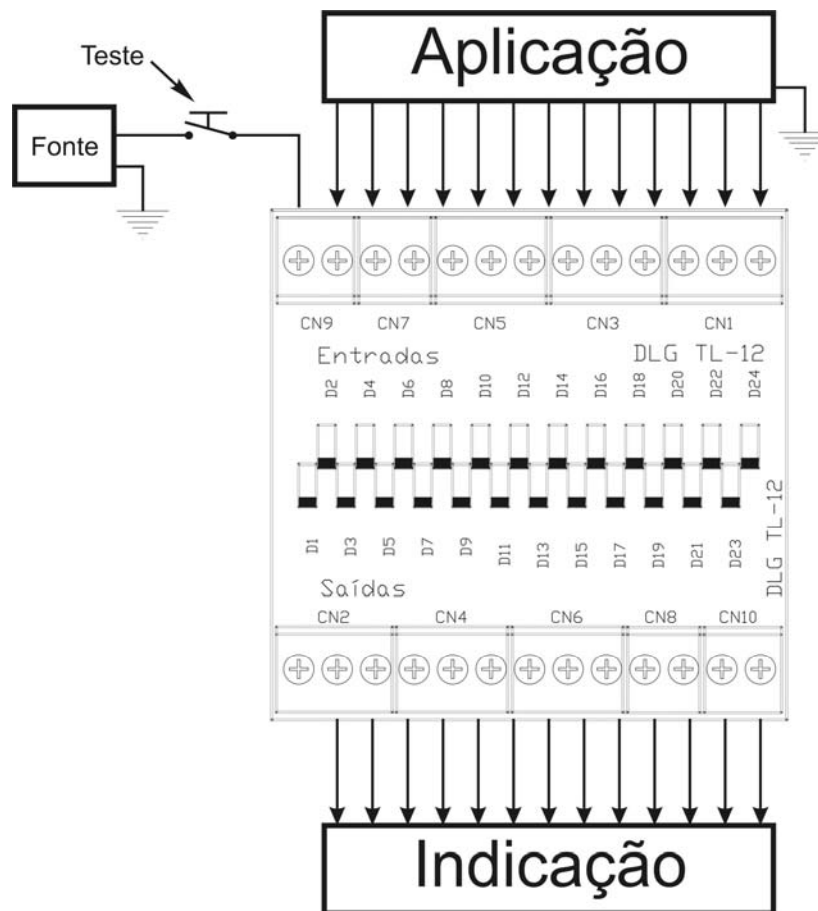 Aplicação
Teste
Fonte
CN9 CN7 CN5 CN3 CN1
Entradas DLG TL-12
D2 D4 D6 D8 D10 D12 D14 D16 D18 D20 D22 D24
D1 D3 D5 D7 D9 D11 D13 D15 D17 D19 D21 D23
DLG TL-12
Saídas
CN2 CN4 CN6 CN8 CN10
Indicação